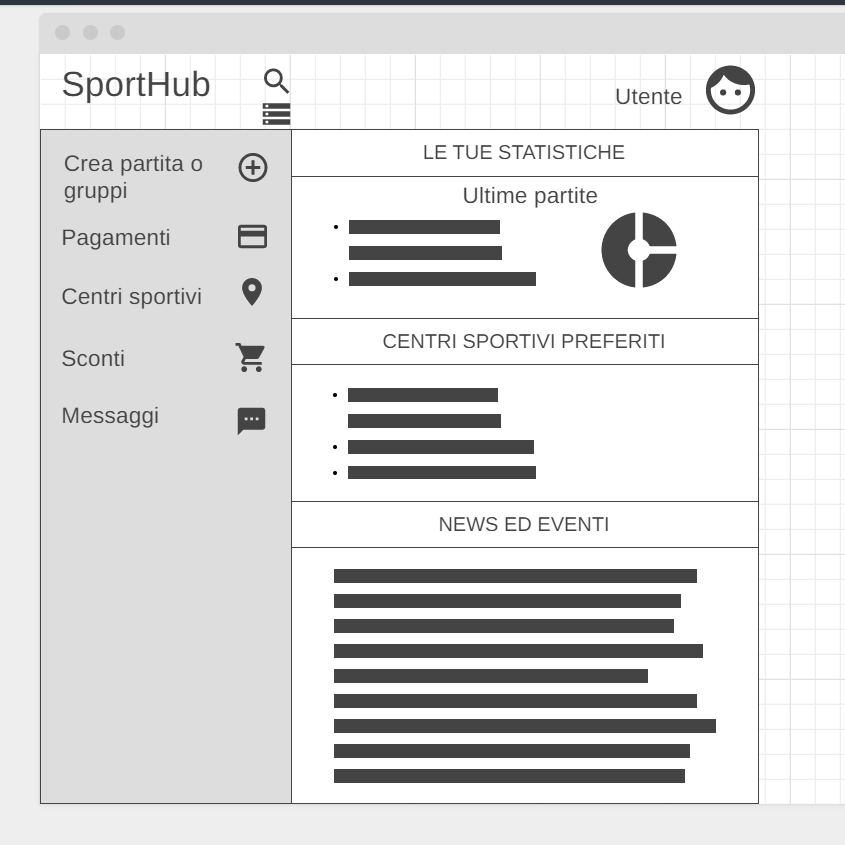 SportHub
Utente
Crea partita o
gruppi
Pagamenti
Centri sportivi
Sconti
Messaggi
LE TUE STATISTICHE
Ultime partite
CENTRI SPORTIVI PREFERITI
NEWS ED EVENTI